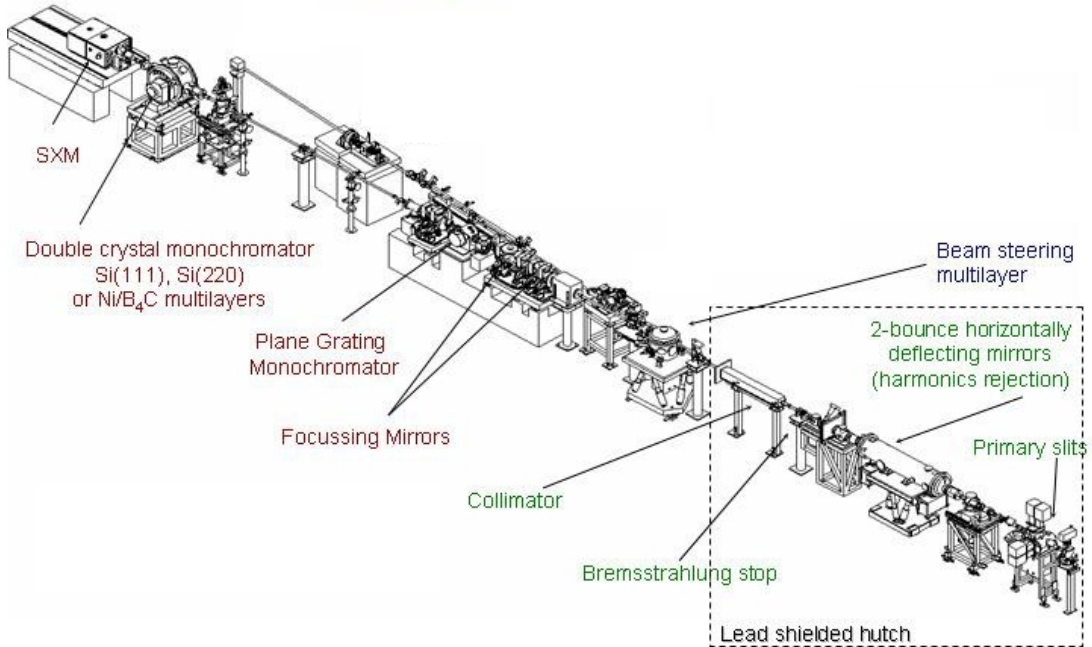 SXM
Double crystal monochromator
Si(111), Si(220)
or Ni/B₄C multilayers
Plane Grating
Monochromator
Focussing Mirrors
Beam steering
multilayer
2-bounce horizontally
deflecting mirrors
(harmonics rejection)
Primary slits
Collimator
Bremsstrahlung stop
Lead shielded hutch